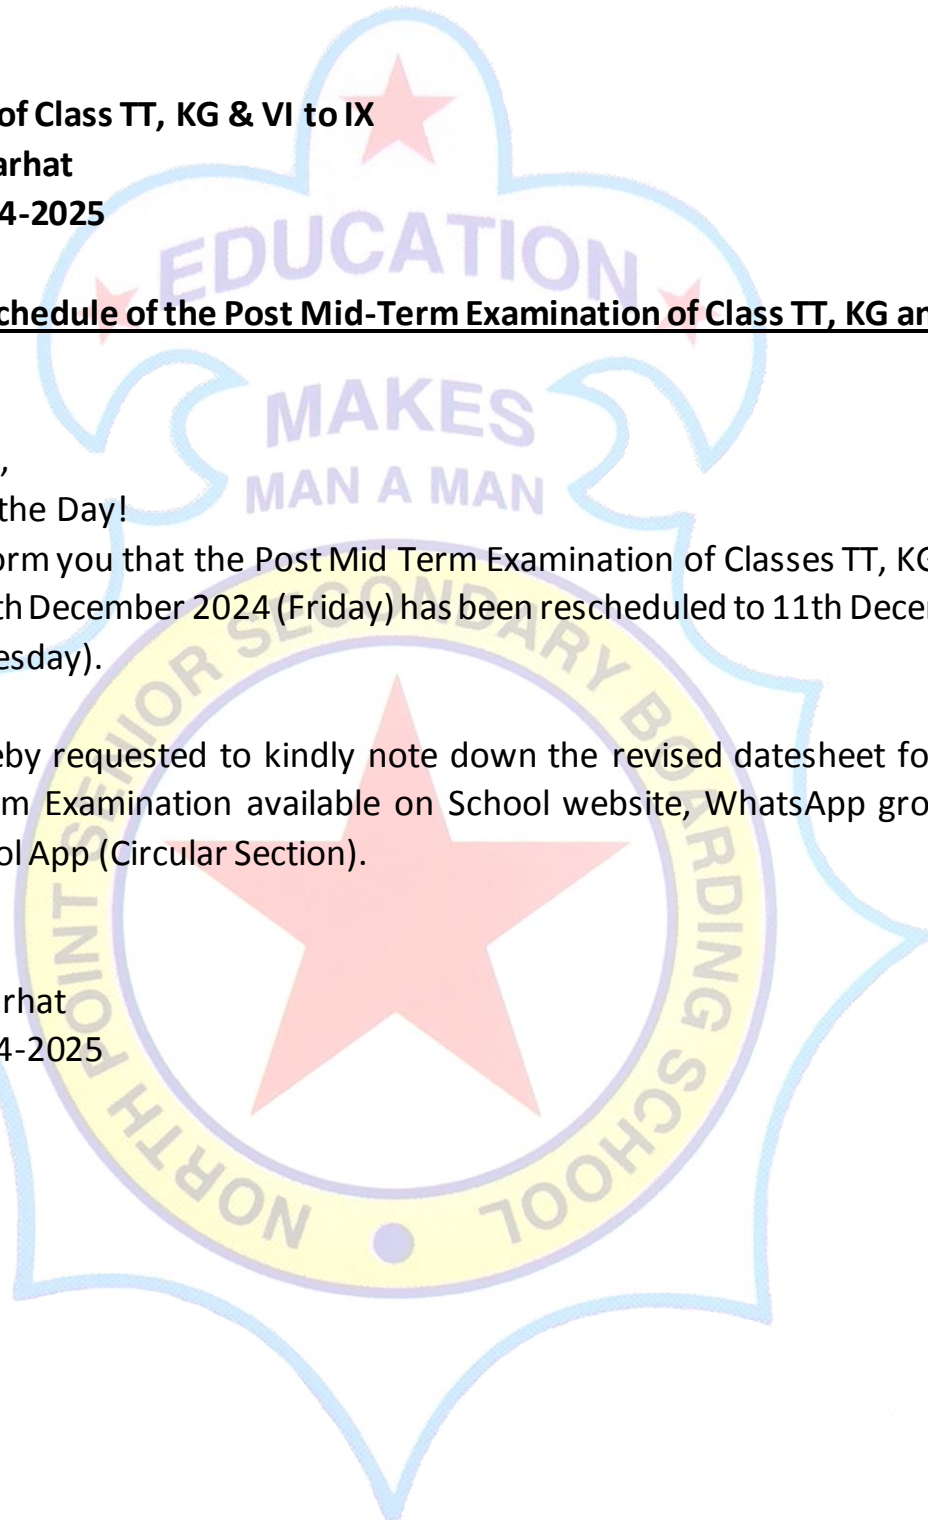 of Class TT, KG & VI to IX
arhat
4-2025
chedule of the Post Mid-Term Examination of Class TT, KG an
,
the Day!
orm you that the Post Mid Term Examination of Classes TT, KG
th December 2024 (Friday) has been rescheduled to 11th Dece
esday).
eby requested to kindly note down the revised datesheet fo
m Examination available on School website, WhatsApp gro
ol App (Circular Section).
rhat
4-2025
EDUCATION
MAKES
MAN A MAN
NORTH POINT SENIOR SECONDARY BOARDING SCHOOL